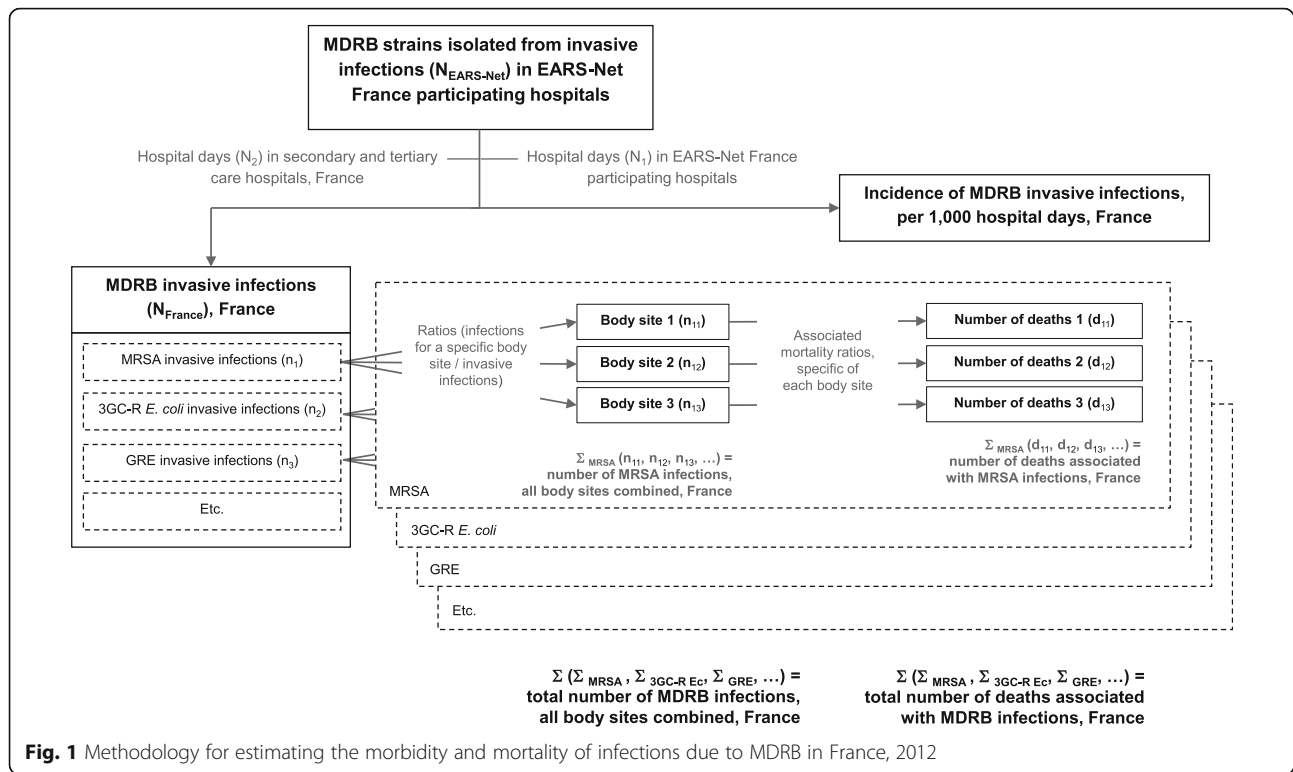 MDRB strains isolated from invasive
infections (N_EARS-Net) in EARS-Net
France participating hospitals
Hospital days (N₂) in secondary and tertiary
care hospitals, France
Hospital days (N₁) in EARS-Net France
participating hospitals
Incidence of MDRB invasive infections,
per 1,000 hospital days, France
MDRB invasive infections
(N_France), France
MRSA invasive infections (n₁)
3GC-R E. coli invasive infections (n₂)
GRE invasive infections (n₃)
Etc.
Ratios (infections
for a specific body
site / invasive
infections)
Body site 1 (n₁₁)
Body site 2 (n₁₂)
Body site 3 (n₁₃)
Associated
mortality ratios,
specific of
each body site
Number of deaths 1 (d₁₁)
Number of deaths 2 (d₁₂)
Number of deaths 3 (d₁₃)
Σ MRSA (n₁₁, n₁₂, n₁₃, …) =
number of MRSA infections,
all body sites combined, France
Σ MRSA (d₁₁, d₁₂, d₁₃, …) =
number of deaths associated
with MRSA infections, France
MRSA
3GC-R E. coli
GRE
Etc.
Σ (Σ MRSA , Σ 3GC-R Ec, Σ GRE, …) =
total number of MDRB infections,
all body sites combined, France
Σ (Σ MRSA , Σ 3GC-R Ec, Σ GRE, …) =
total number of deaths associated
with MDRB infections, France
Fig. 1 Methodology for estimating the morbidity and mortality of infections due to MDRB in France, 2012